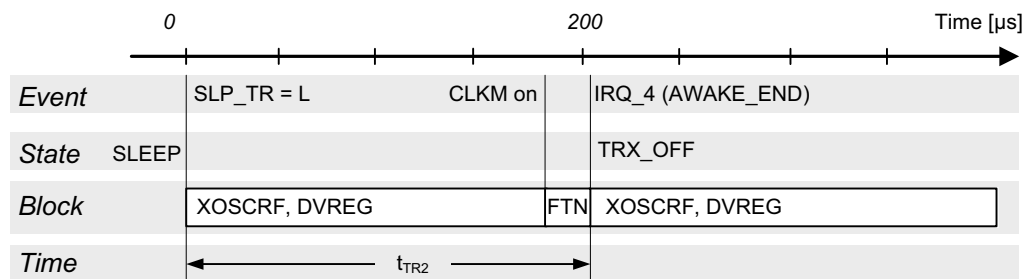 0 200 Time [µs]
Event SLP_TR = L CLKM on IRQ_4 (AWAKE_END)
State SLEEP TRX_OFF
Block XOSCRF, DVREG FTN XOSCRF, DVREG
Time tTR2